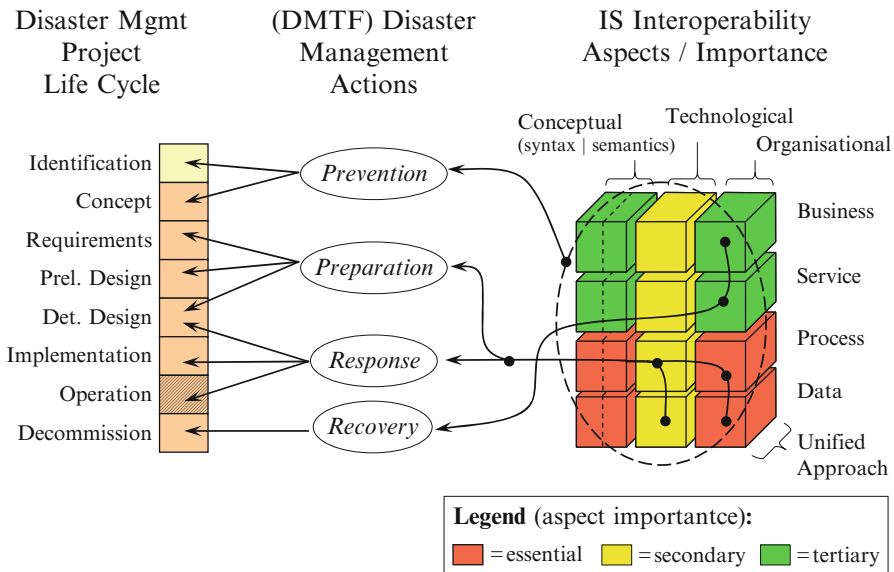 Disaster Mgmt
Project
Life Cycle
(DMTF) Disaster
Management
Actions
IS Interoperability
Aspects / Importance
Conceptual
(syntax | semantics)
Technological
Organisational
Identification
Concept
Requirements
Prel. Design
Det. Design
Implementation
Operation
Decommission
Prevention
Preparation
Response
Recovery
Business
Service
Process
Data
Unified
Approach
Legend (aspect importantce):
=essential
=secondary
=tertiary